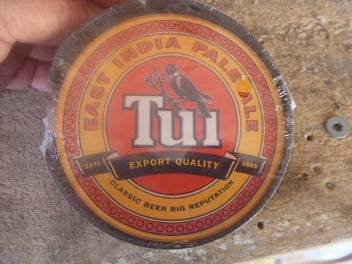 EAST INDIA PALE ALE
Tui
ESTD 1889
EXPORT QUALITY
CLASSIC BEER BIG REPUTATION